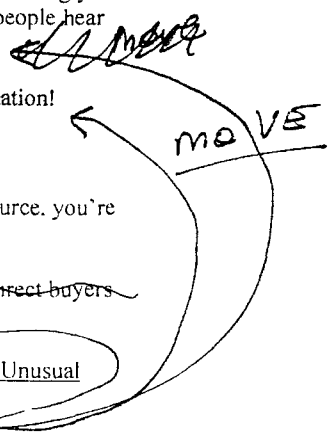 people hear
move
ation!
MOVE
urce, you're
rect buyers
Unusual